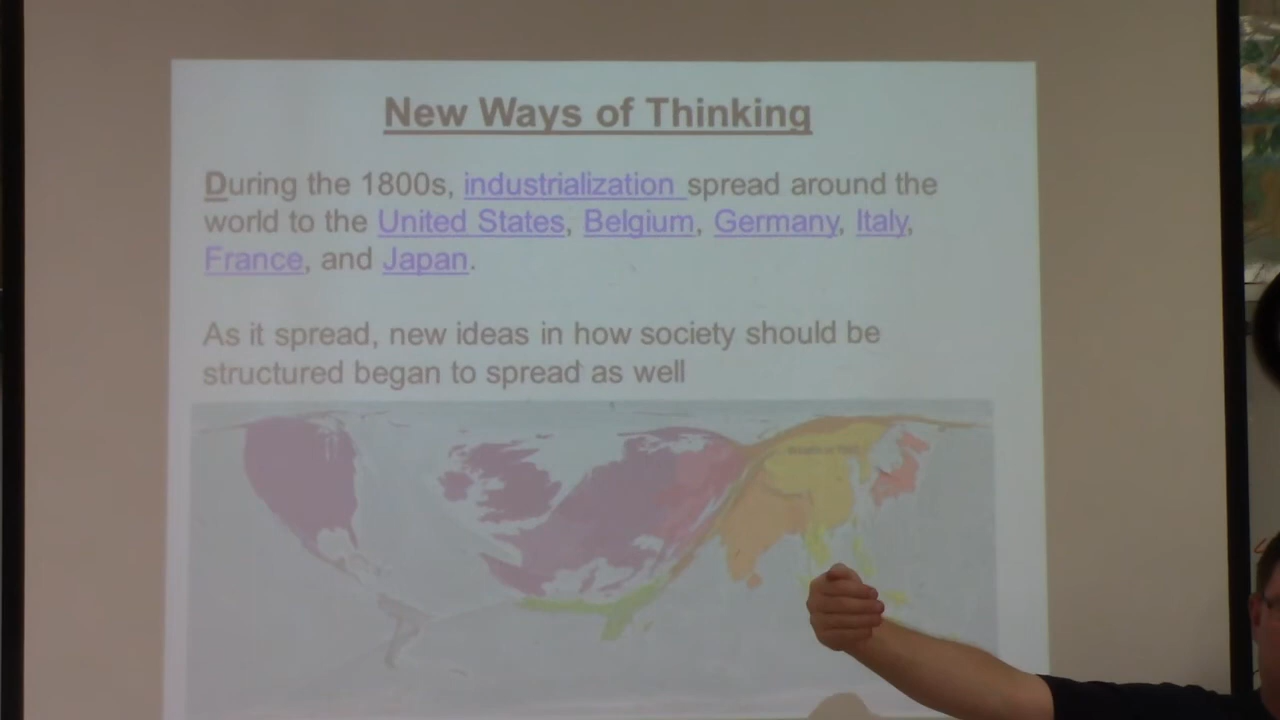 New Ways of Thinking
During the 1800s, industrialization spread around the
world to the United States, Belgium, Germany, Italy,
France, and Japan.
As it spread, new ideas in how society should be
structured began to spread as well